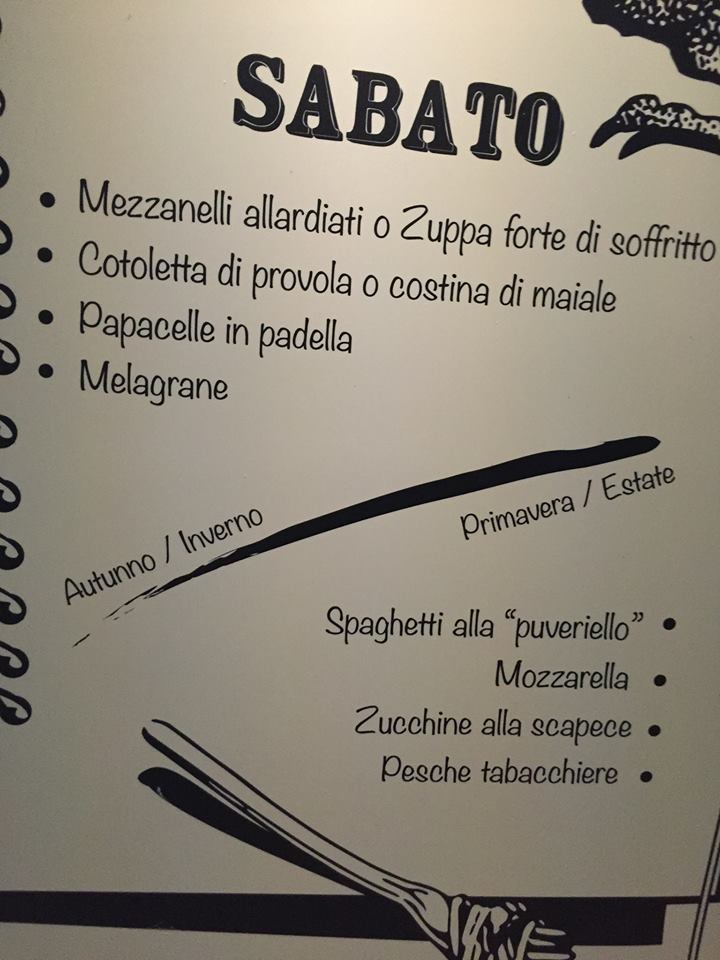 SABATO
• Mezzanelli allardiati o Zuppa forte di soffritto
• Cotoletta di provola o costina di maiale
• Papacelle in padella
• Melagrane
Autunno / Inverno
Primavera / Estate
Spaghetti alla “puveriello” •
Mozzarella •
Zucchine alla scapece •
Pesche tabacchiere •